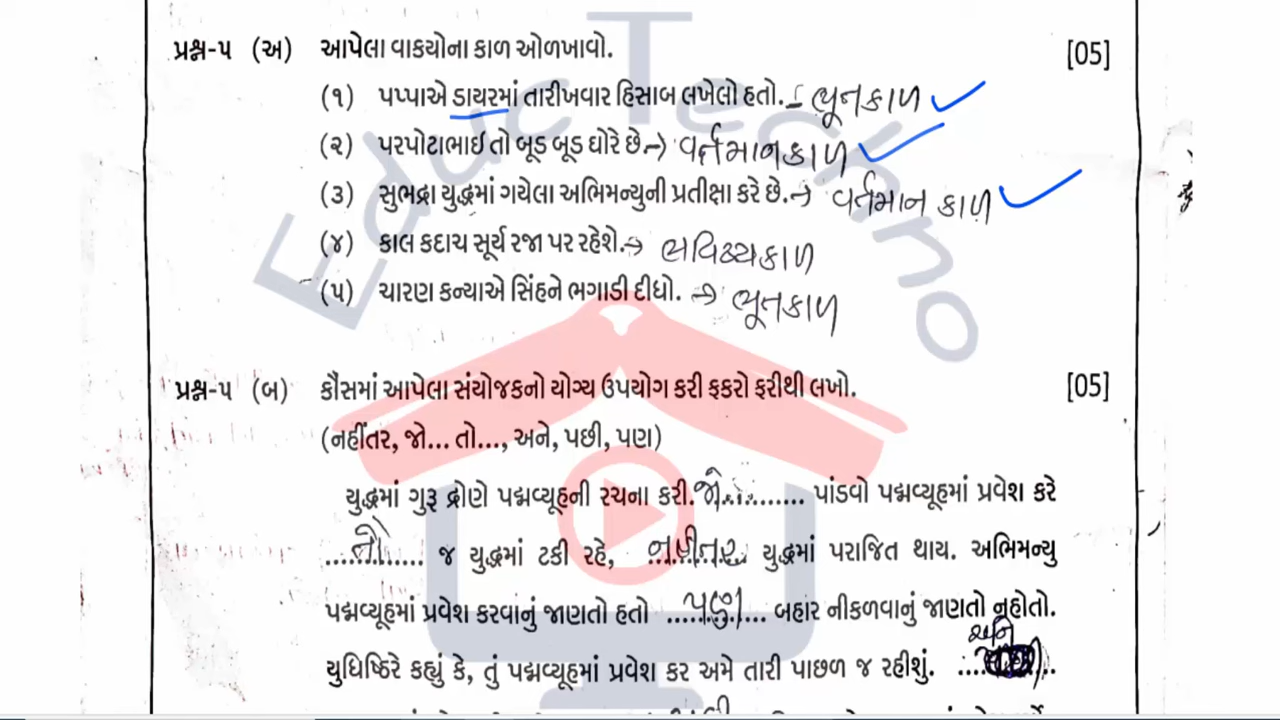 પ્રશ્ન-૫ (અ) આપેલા વાક્યોના કાળ ઓળખાવો. [05]
(૧) પપ્પાએ ડાયરમાં તારીખવાર હિસાબ લખેલો હતો. – ભૂતકાળ
(૨) પરપોટાભાઈ તો બૂડ બૂડ ઘોરે છે.→ વર્તમાનકાળ
(૩) સુભદ્રા યુદ્ધમાં ગયેલા અભિમન્યુની પ્રતીક્ષા કરે છે.→ વર્તમાન કાળ
(૪) કાલ કદાચ સૂર્ય રજા પર રહેશે.→ ભવિષ્યકાળ
(૫) ચારણ કન્યાએ સિંહને ભગાડી દીધો. → ભૂતકાળ
EducTechno
પ્રશ્ન-૫ (બ) કૌંસમાં આપેલા સંયોજકનો યોગ્ય ઉપયોગ કરી ફકરો ફરીથી લખો. [05]
(નહીંતર, જો... તો..., અને, પછી, પણ)
યુદ્ધમાં ગુરૂ દ્રોણે પદ્મવ્યૂહની રચના કરી. જો ........ પાંડવો પદ્મવ્યૂહમાં પ્રવેશ કરે
....તો.... જ યુદ્ધમાં ટકી રહે, ..નહીતર.. યુદ્ધમાં પરાજિત થાય. અભિમન્યુ
પદ્મવ્યૂહમાં પ્રવેશ કરવાનું જાણતો હતો ...પણ... બહાર નીકળવાનું જાણતો નહોતો.
અને
યુધિષ્ઠિરે કહ્યું કે, તું પદ્મવ્યૂહમાં પ્રવેશ કર અમે તારી પાછળ જ રહીશું. ....